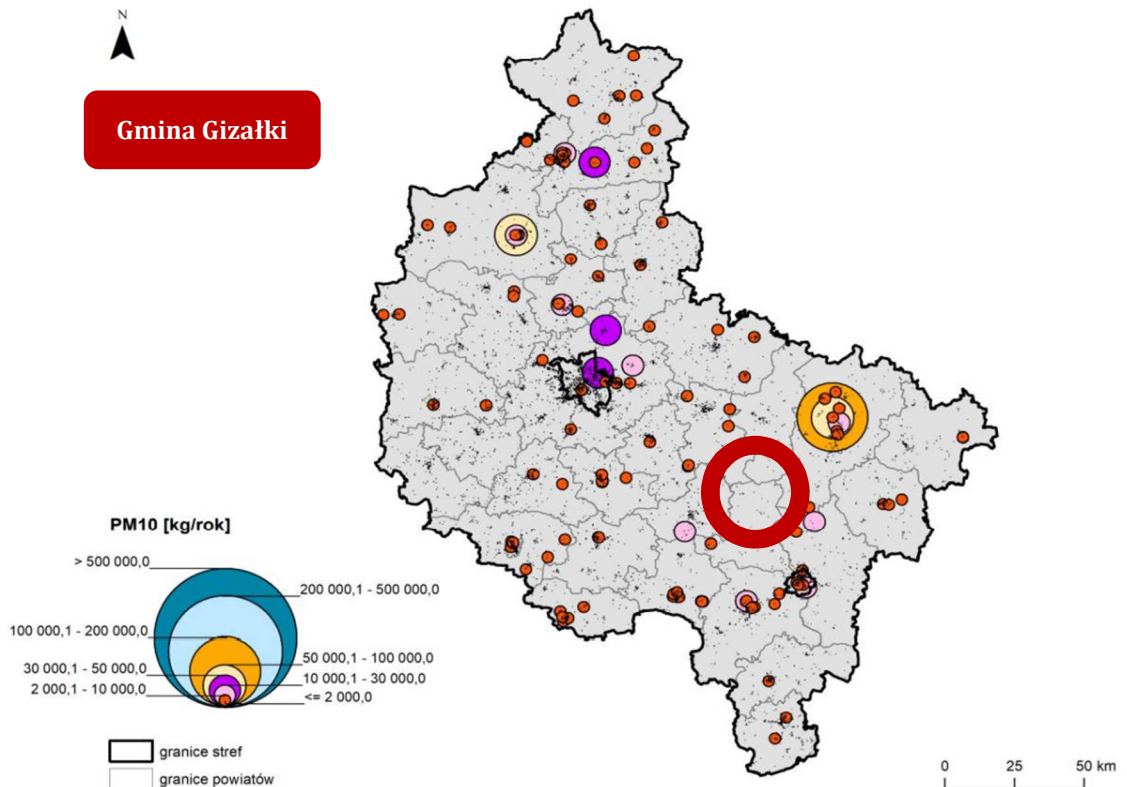 N
Gmina Gizałki
PM10 [kg/rok]
> 500 000,0
200 000,1 - 500 000,0
100 000,1 - 200 000,0
50 000,1 - 100 000,0
30 000,1 - 50 000,0
10 000,1 - 30 000,0
2 000,1 - 10 000,0
<= 2 000,0
granice stref
granice powiatów
0 25 50 km